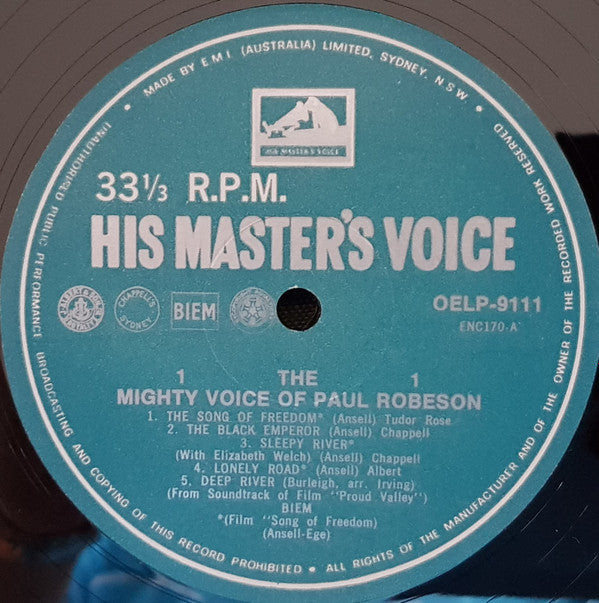 MADE BY E.M.I. (AUSTRALIA) LIMITED, SYDNEY, N.S.W.
HIS MASTER'S VOICE
33 1/3 R.P.M.
HIS MASTER'S VOICE
CHAPPELL'S SYDNEY
BIEM
OELP-9111
ENC170-A
1 THE 1
MIGHTY VOICE OF PAUL ROBESON
1. THE SONG OF FREEDOM* (Ansell) Tudor Rose
2. THE BLACK EMPEROR (Ansell) Chappell
3. SLEEPY RIVER*
(With Elizabeth Welch) (Ansell) Chappell
4. LONELY ROAD* (Ansell) Albert
5. DEEP RIVER (Burleigh, arr. Irving)
(From Soundtrack of Film "Proud Valley")
BIEM
*(Film "Song of Freedom)
(Ansell-Ege)
UNAUTHORISED PUBLIC PERFORMANCE BROADCASTING AND COPYING OF THIS RECORD PROHIBITED • ALL RIGHTS OF THE MANUFACTURER AND OF THE OWNER OF THE RECORDED WORK RESERVED